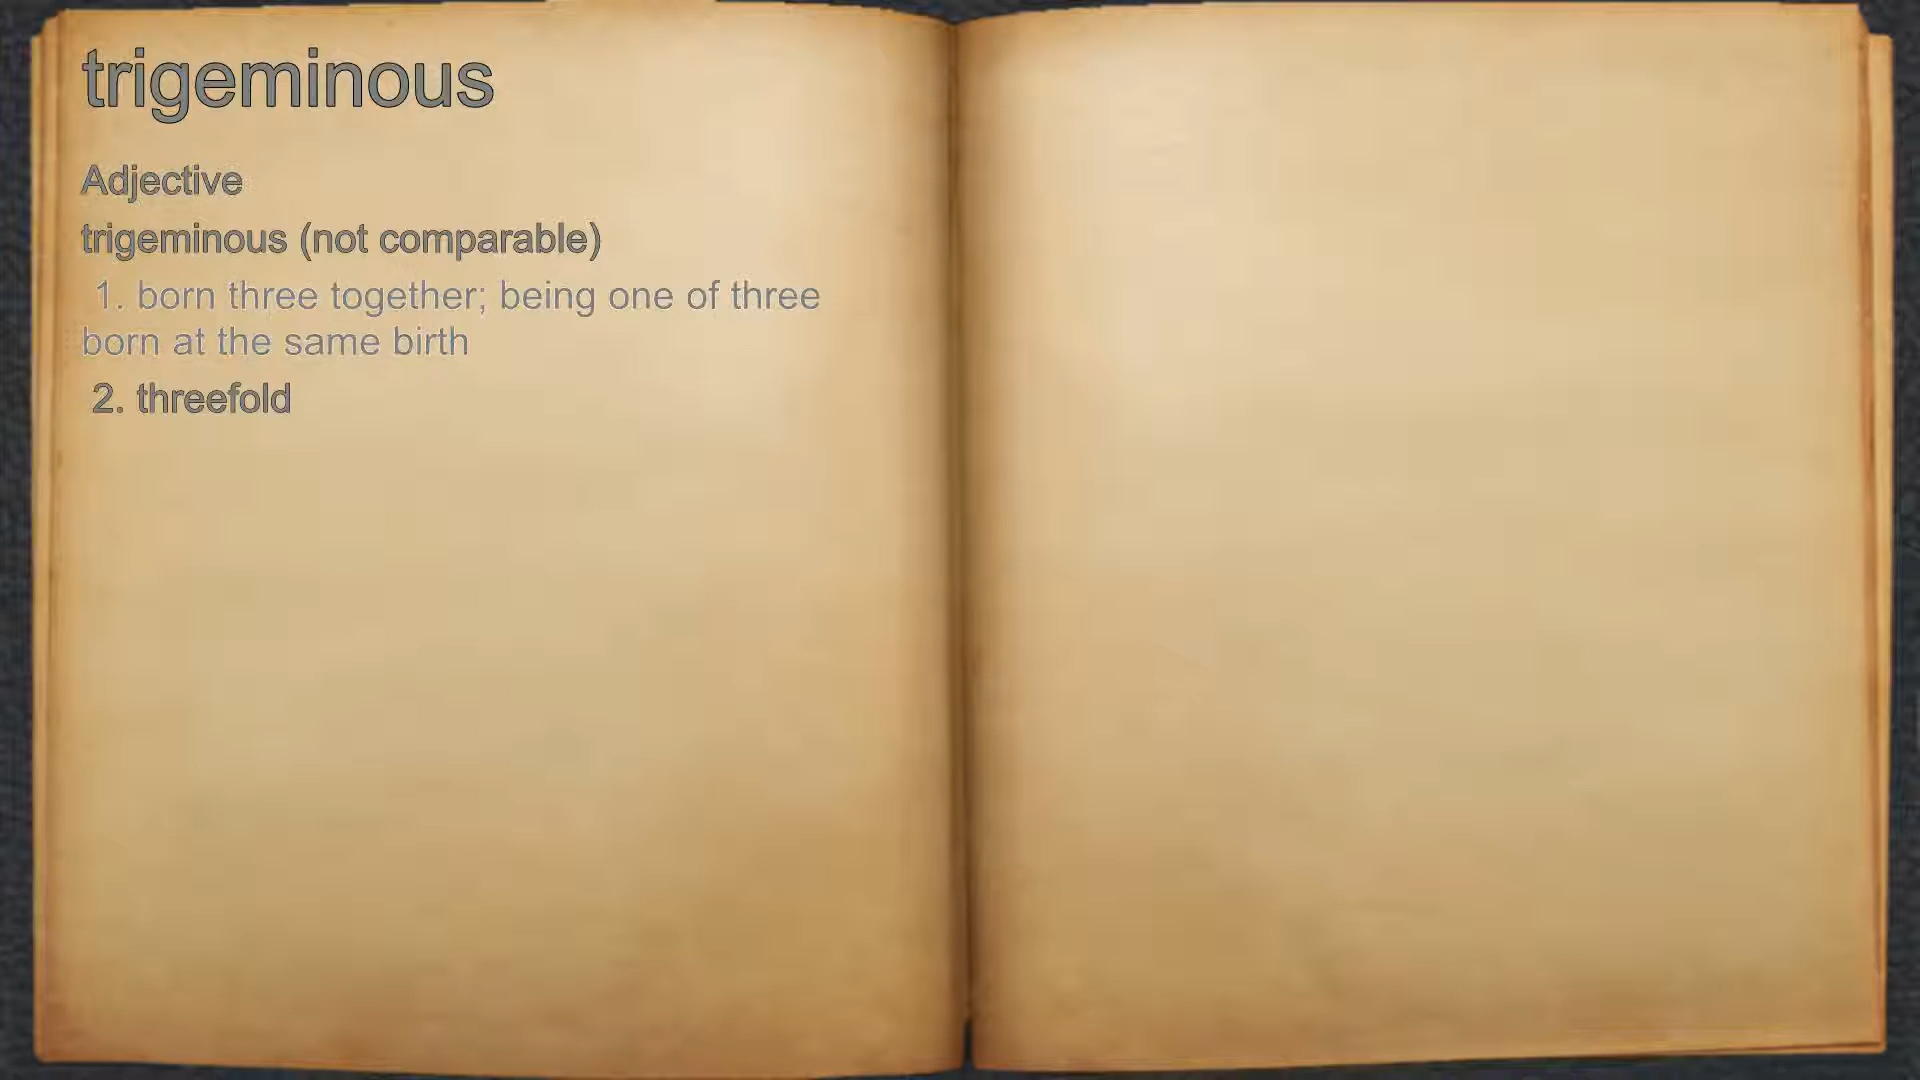 trigeminous
Adjective
trigeminous (not comparable)
1. born three together; being one of three
born at the same birth
2. threefold